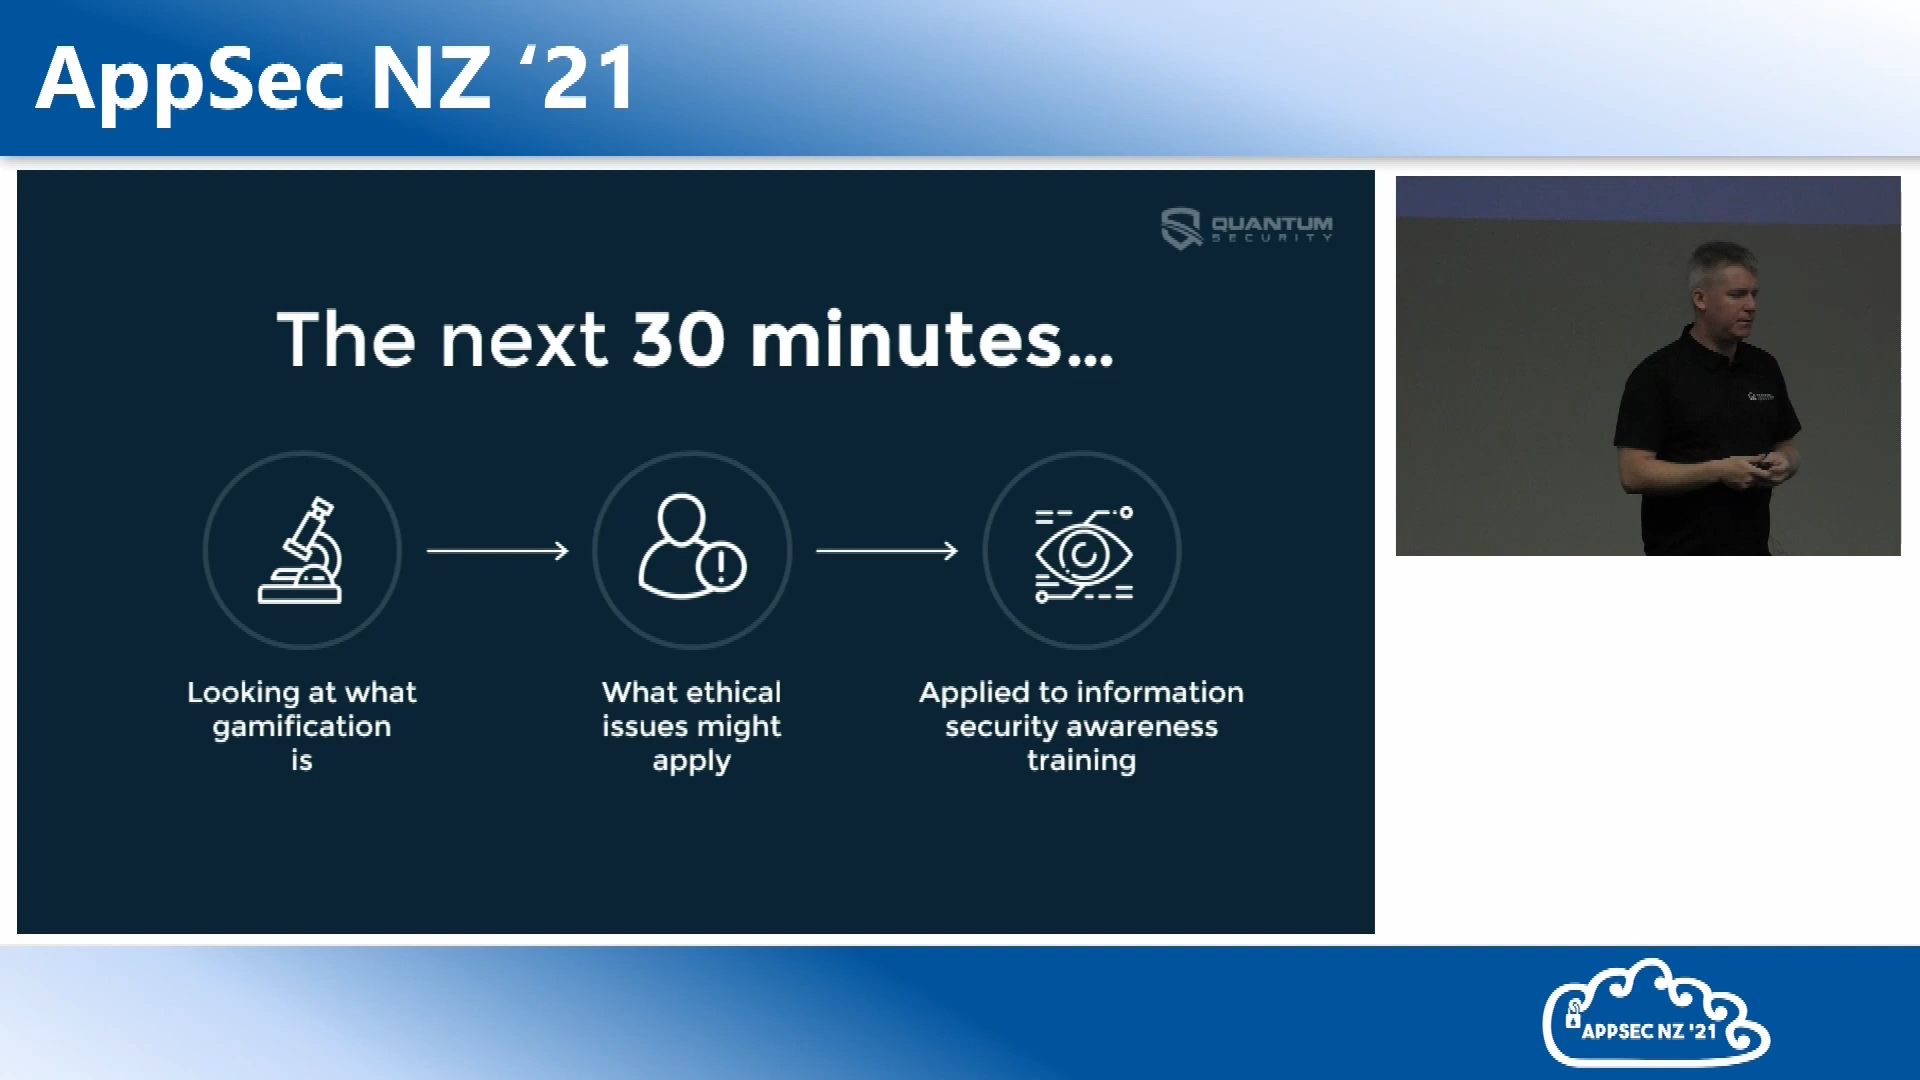 AppSec NZ ‘21
QUANTUM
SECURITY
The next 30 minutes...
Looking at what
gamification
is
What ethical
issues might
apply
Applied to information
security awareness
training
APPSEC NZ '21